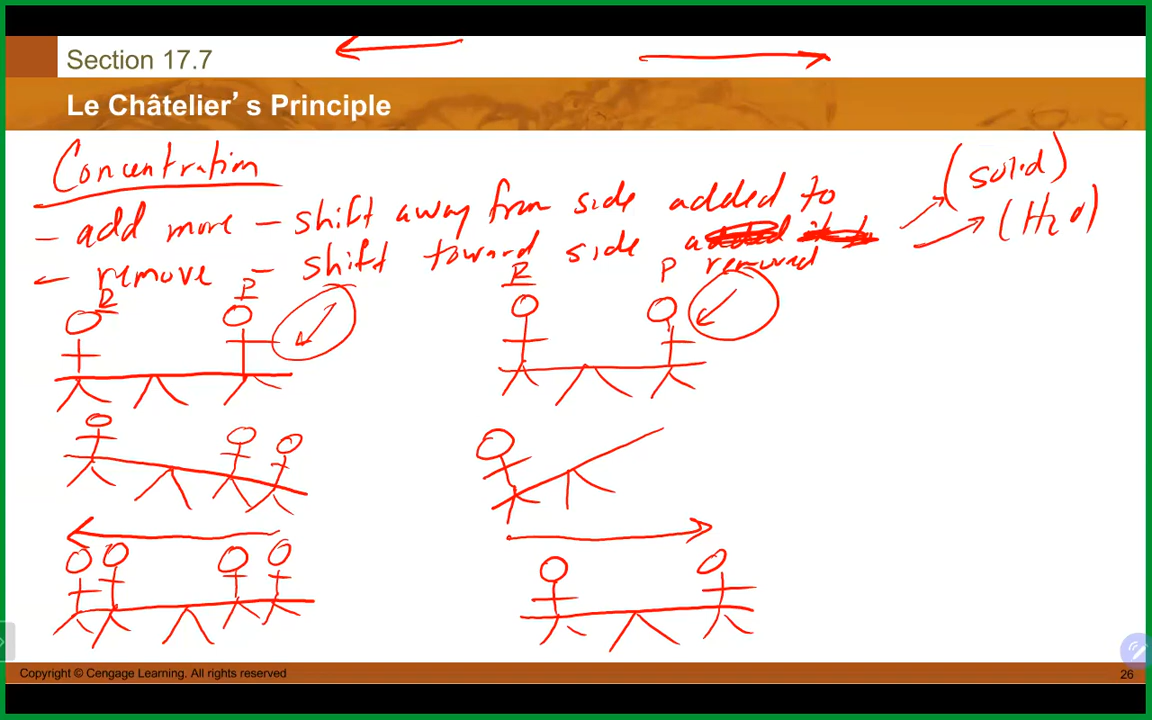 Section 17.7
Le Châtelier's Principle
Concentration
- add more - shift away from side added to
- remove - shift toward side removed
(solid)
(H2O)
R P R P
Copyright © Cengage Learning. All rights reserved 26